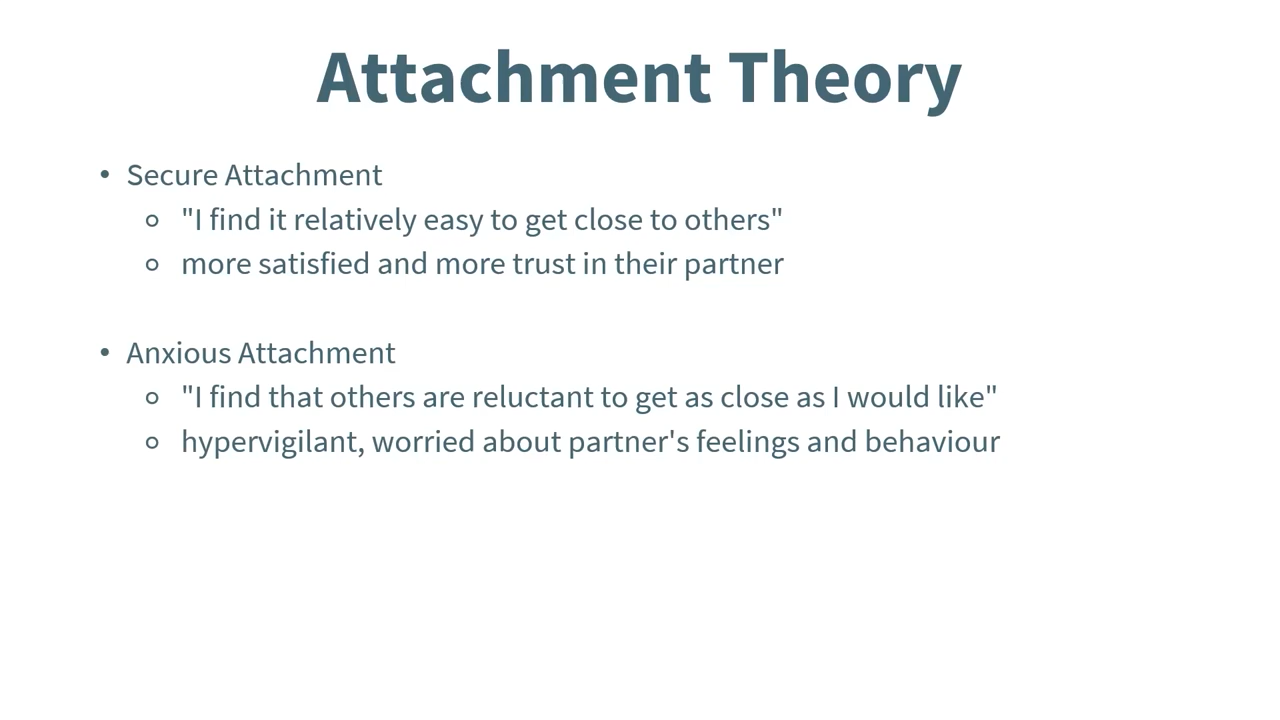 Attachment Theory
• Secure Attachment
○ "I find it relatively easy to get close to others"
○ more satisfied and more trust in their partner
• Anxious Attachment
○ "I find that others are reluctant to get as close as I would like"
○ hypervigilant, worried about partner's feelings and behaviour